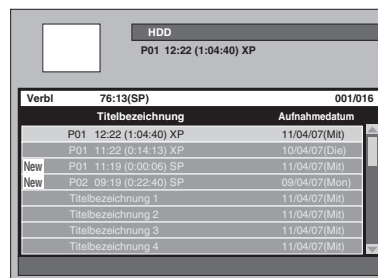 HDD
P01 12:22 (1:04:40) XP
Verbl 76:13(SP) 001/016
Titelbezeichnung Aufnahmedatum
P01 12:22 (1:04:40) XP 11/04/07(Mit)
P01 11:22 (0:14:13) XP 10/04/07(Die)
New P01 11:19 (0:00:06) SP 11/04/07(Mit)
New P02 09:19 (0:22:40) SP 09/04/07(Mon)
Titelbezeichnung 1 11/04/07(Mit)
Titelbezeichnung 2 11/04/07(Mit)
Titelbezeichnung 3 11/04/07(Mit)
Titelbezeichnung 4 11/04/07(Mit)